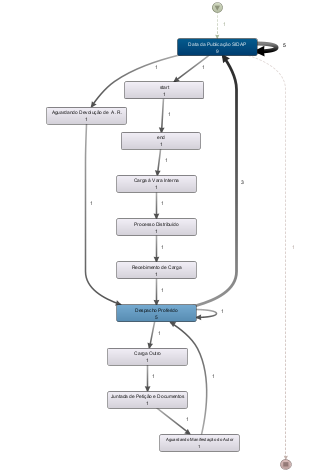 1
Data da Publicação SIDAP
9
5
1
1
start
1
Aguardando Devolução de A. R.
1
1
end
1
1
Carga à Vara Interna
1
3
1
1
Processo Distribuído
1
1
1
Recebimento de Carga
1
1
Despacho Proferido
5
1
1
Carga Outro
1
1
1
Juntada de Petição e Documentos
1
1
Aguardando Manifestação do Autor
1